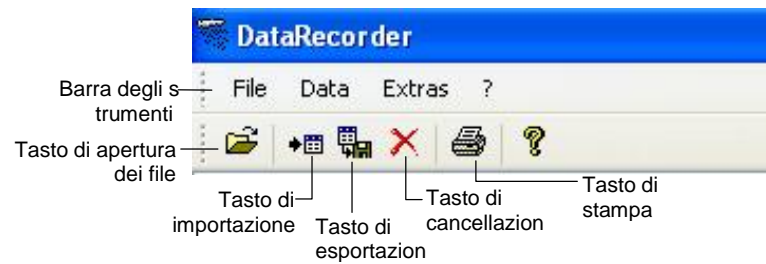 DataRecorder
File Data Extras ?
Barra degli s
trumenti
Tasto di apertura
dei file
Tasto di
importazione
Tasto di
esportazion
Tasto di
cancellazion
Tasto di
stampa